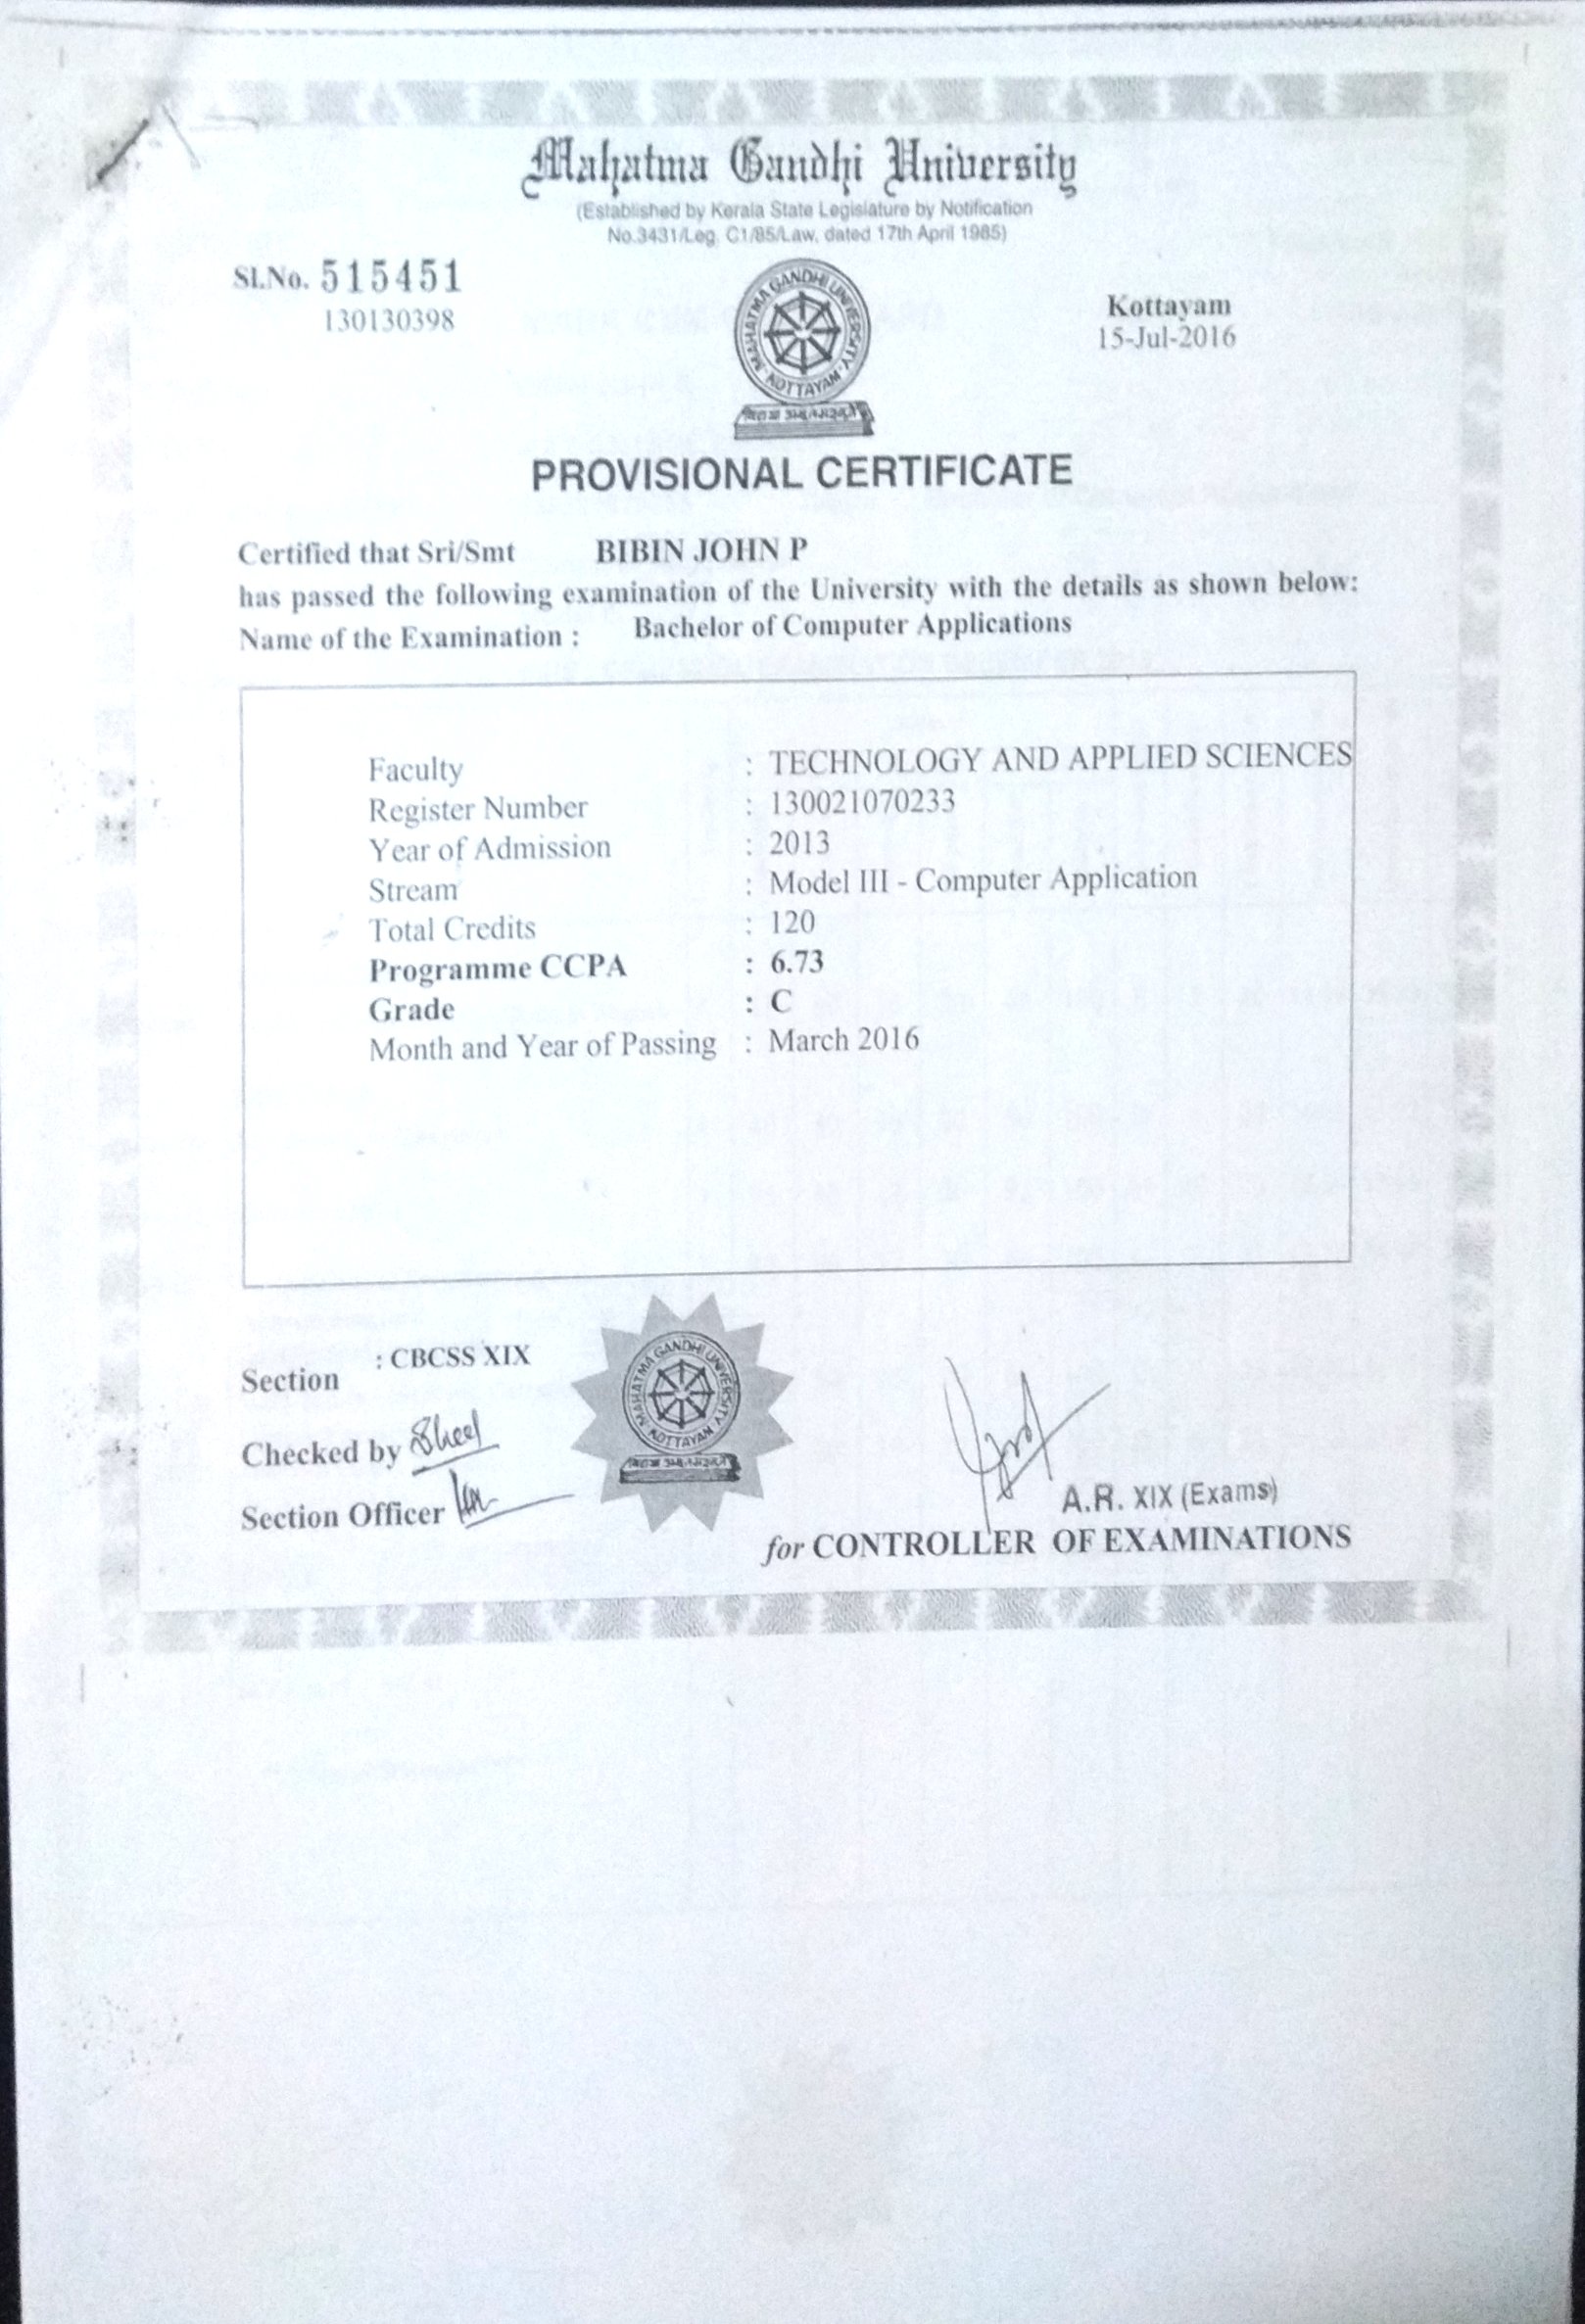 Mahatma Gandhi University
(Established by Kerala State Legislature by Notification
No.3431/Leg. C1/85/Law, dated 17th April 1985)
Sl.No. 515451
130130398
Kottayam
15-Jul-2016
MAHATMA GANDHI UNIVERSITY
KOTTAYAM
PROVISIONAL CERTIFICATE
Certified that Sri/Smt BIBIN JOHN P
has passed the following examination of the University with the details as shown below:
Name of the Examination : Bachelor of Computer Applications
Faculty : TECHNOLOGY AND APPLIED SCIENCES
Register Number : 130021070233
Year of Admission : 2013
Stream : Model III - Computer Application
Total Credits : 120
Programme CCPA : 6.73
Grade : C
Month and Year of Passing : March 2016
Section : CBCSS XIX
MAHATMA GANDHI UNIVERSITY
KOTTAYAM
Checked by
Section Officer
A.R. XIX (Exams)
for CONTROLLER OF EXAMINATIONS